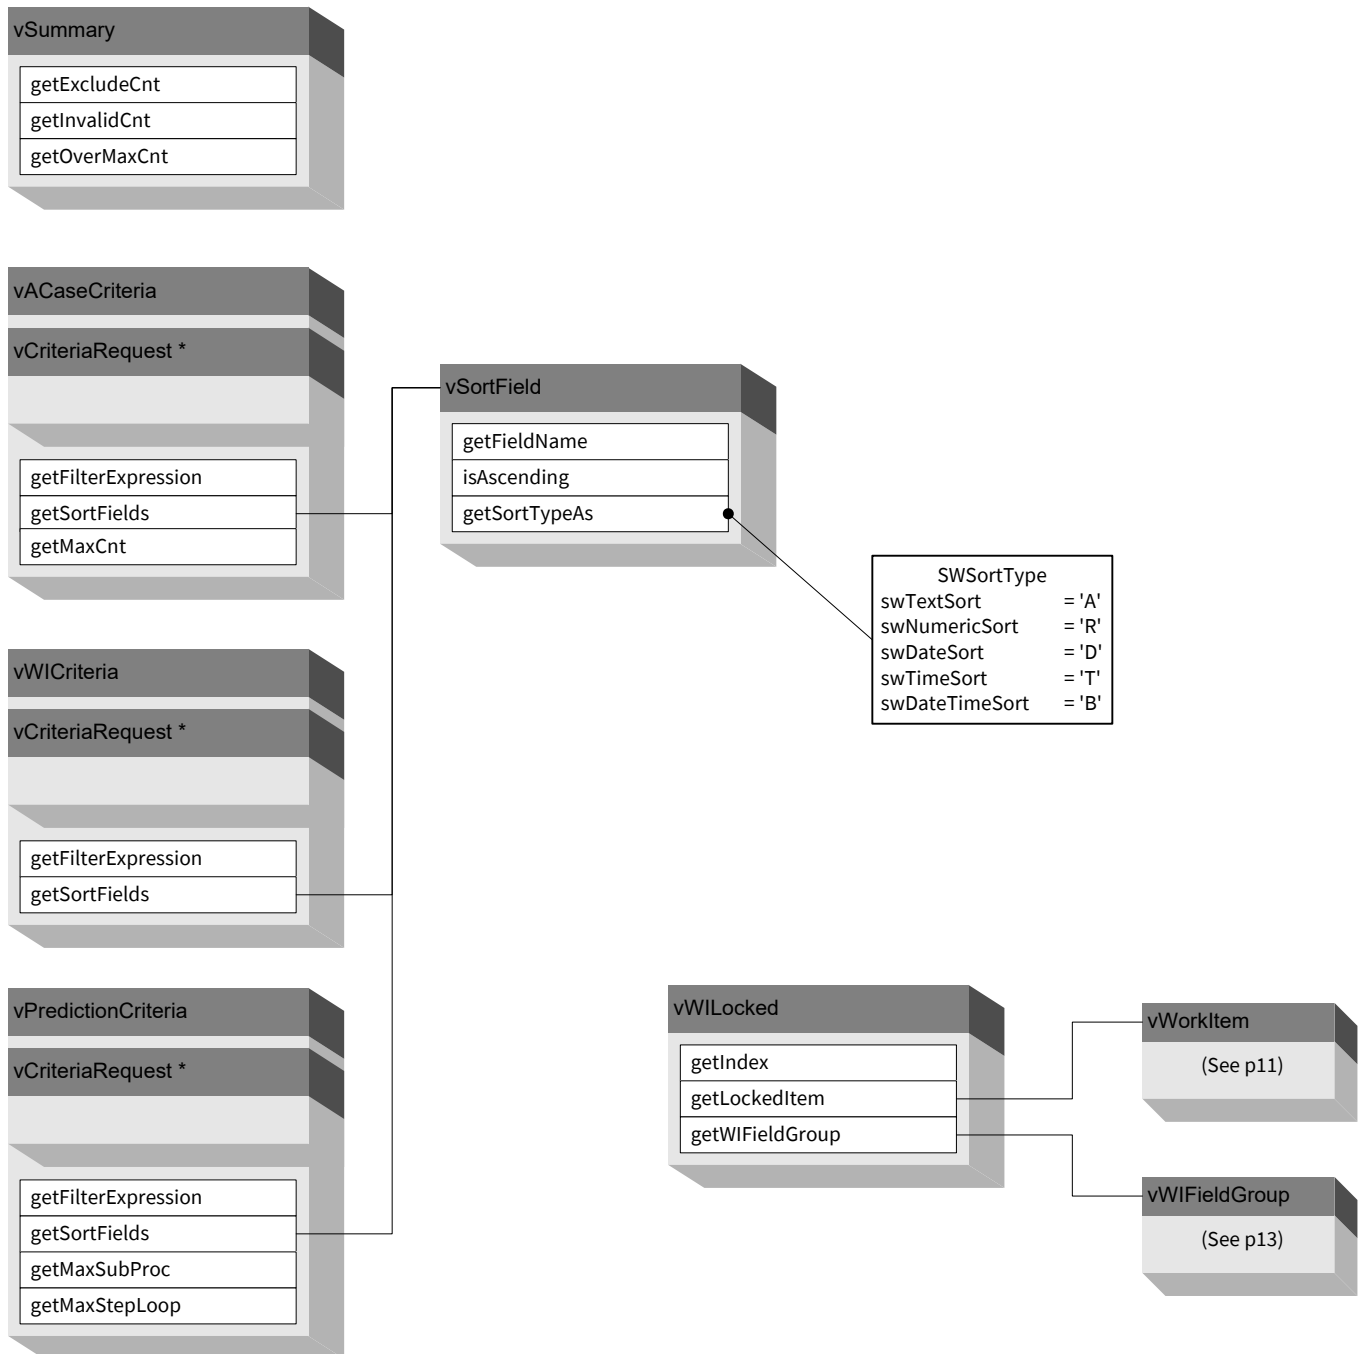 vSummary
getExcludeCnt
getInvalidCnt
getOverMaxCnt
vACaseCriteria
vCriteriaRequest *
getFilterExpression
getSortFields
getMaxCnt
vSortField
getFieldName
isAscending
getSortTypeAs
SWSortType
swTextSort = 'A'
swNumericSort = 'R'
swDateSort = 'D'
swTimeSort = 'T'
swDateTimeSort = 'B'
vWICriteria
vCriteriaRequest *
getFilterExpression
getSortFields
vPredictionCriteria
vCriteriaRequest *
getFilterExpression
getSortFields
getMaxSubProc
getMaxStepLoop
vWILocked
getIndex
getLockedItem
getWIFieldGroup
vWorkItem
(See p11)
vWIFieldGroup
(See p13)